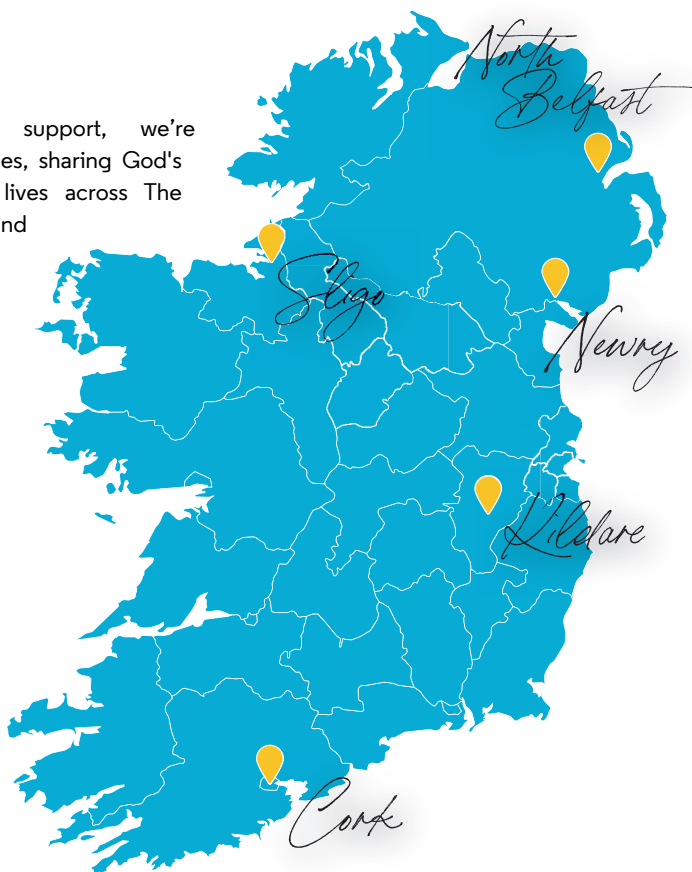 North
Belfast
support, we’re
es, sharing God's
lives across The
nd
Sligo
Newry
Kildare
Cork